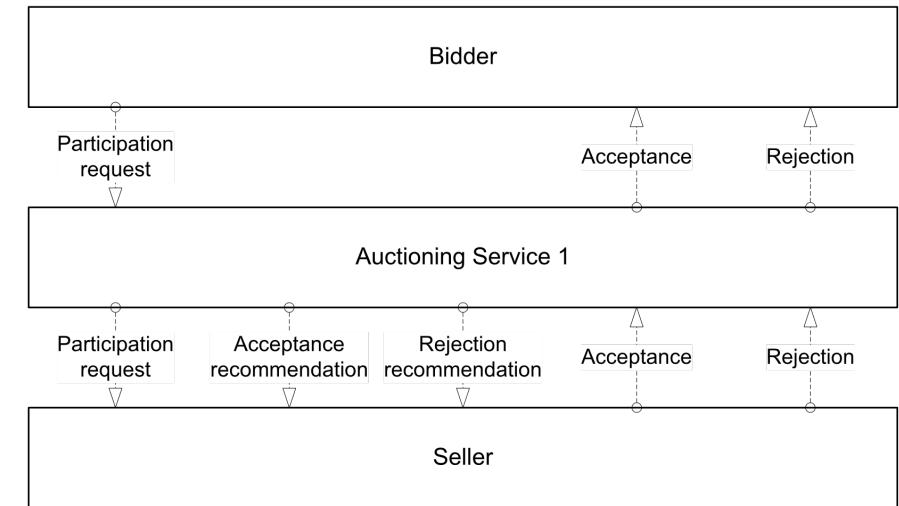 Bidder
Participation
request
Acceptance
Rejection
Auctioning Service 1
Participation
request
Acceptance
recommendation
Rejection
recommendation
Acceptance
Rejection
Seller